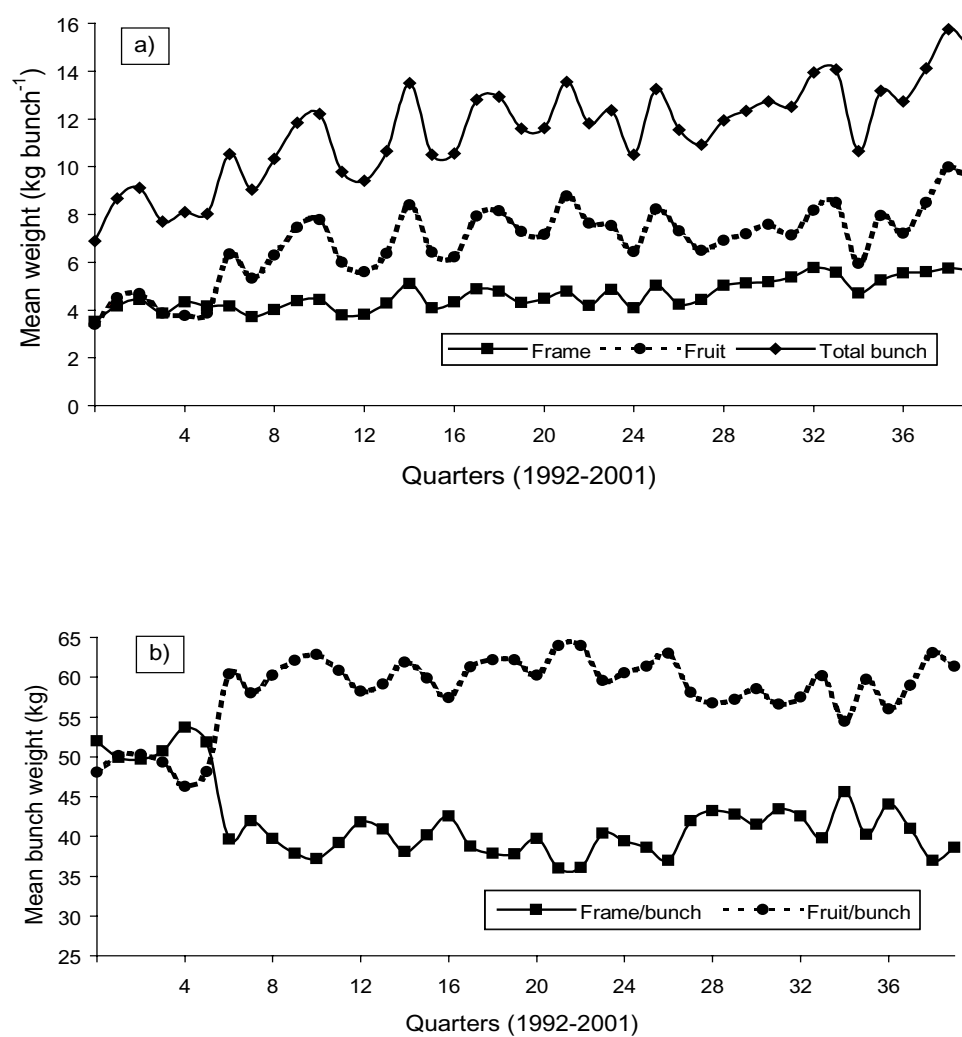 a)
Mean weight (kg bunch⁻¹)
16
14
12
10
8
6
4
2
0
Frame Fruit Total bunch
4 8 12 16 20 24 28 32 36
Quarters (1992-2001)
b)
Mean bunch weight (kg)
65
60
55
50
45
40
35
30
25
Frame/bunch Fruit/bunch
4 8 12 16 20 24 28 32 36
Quarters (1992-2001)